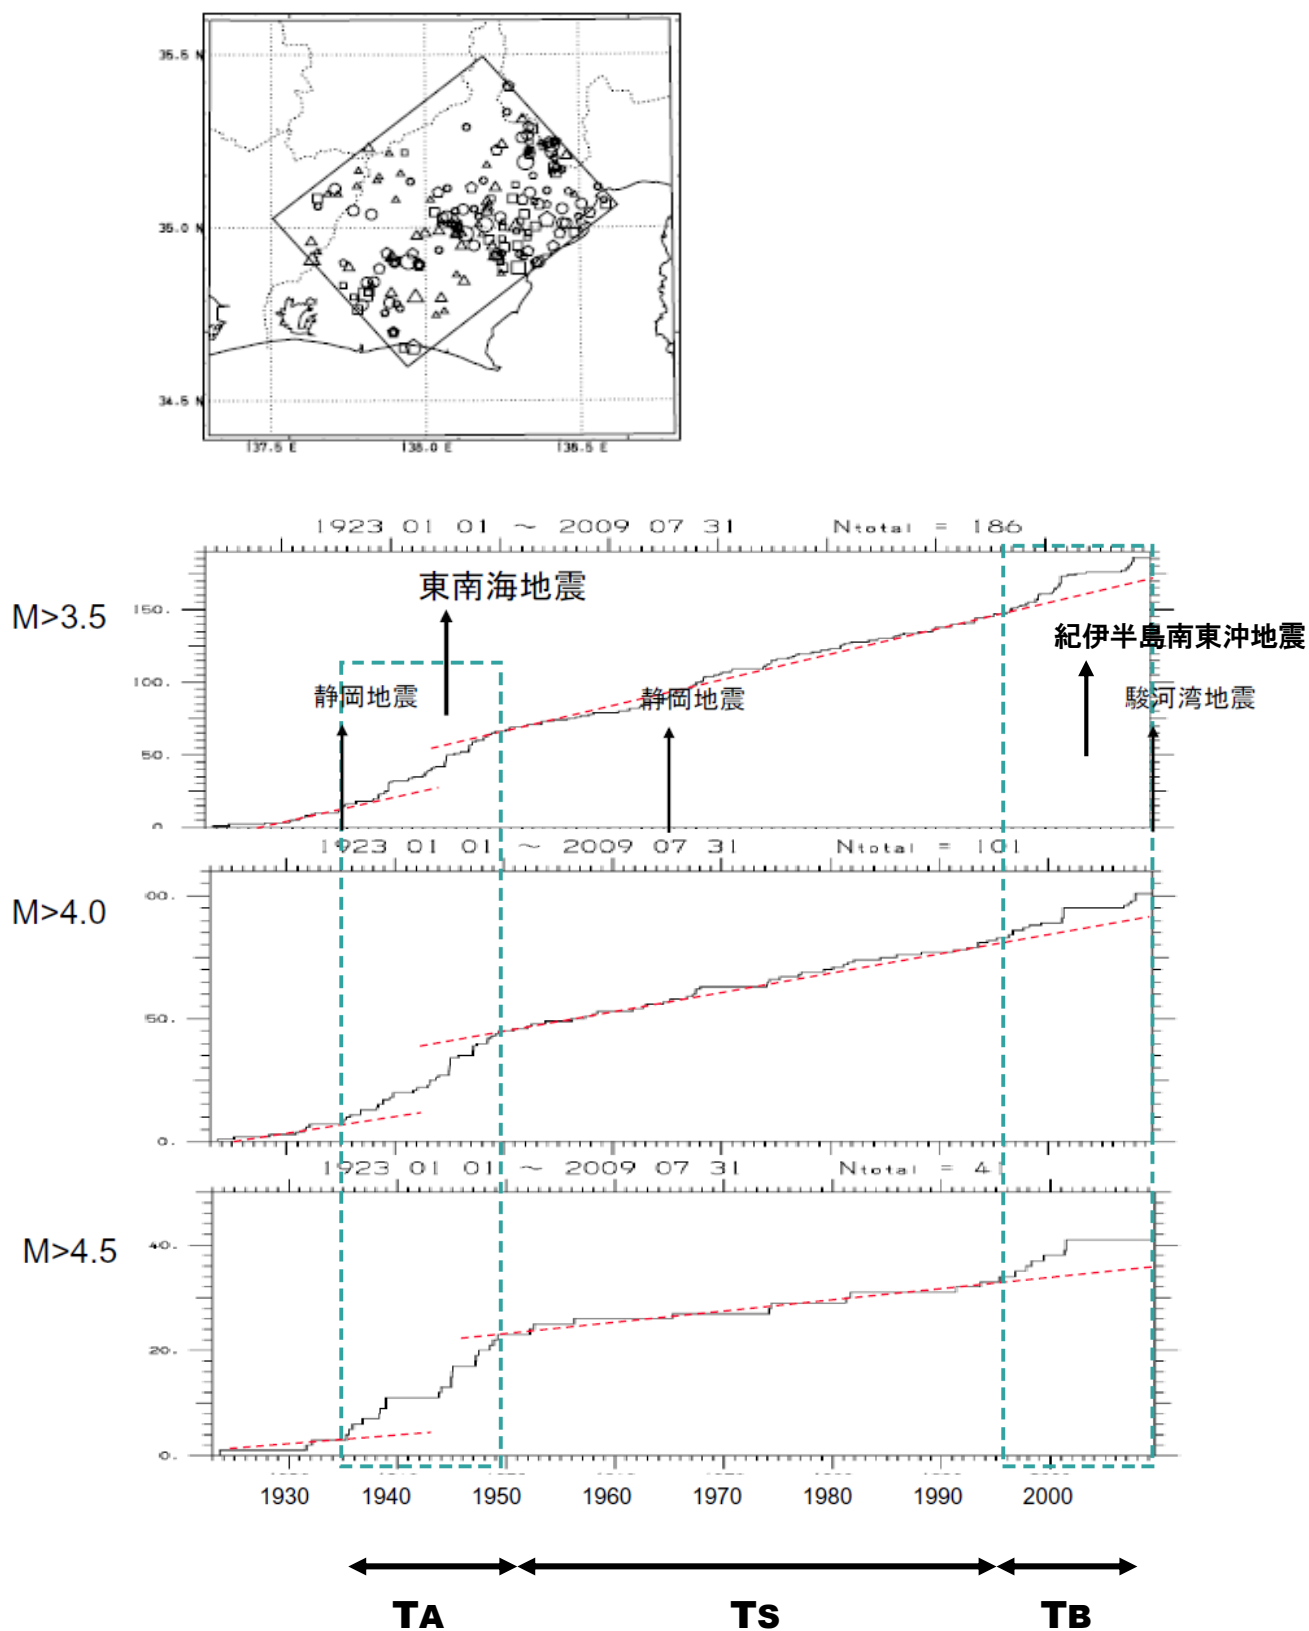 35.5 N
35.0 N
34.5 N
137.5 E 138.0 E 138.5 E
1923 01 01 ～ 2009 07 31 Ntotal = 186
M>3.5
150.
100.
50.
0.
東南海地震
紀伊半島南東沖地震
静岡地震 静岡地震 駿河湾地震
1923 01 01 ～ 2009 07 31 Ntotal = 101
M>4.0
00.
50.
0.
1923 01 01 ～ 2009 07 31 Ntotal = 41
M>4.5
40.
20.
0.
1930 1940 1950 1960 1970 1980 1990 2000
TA TS TB